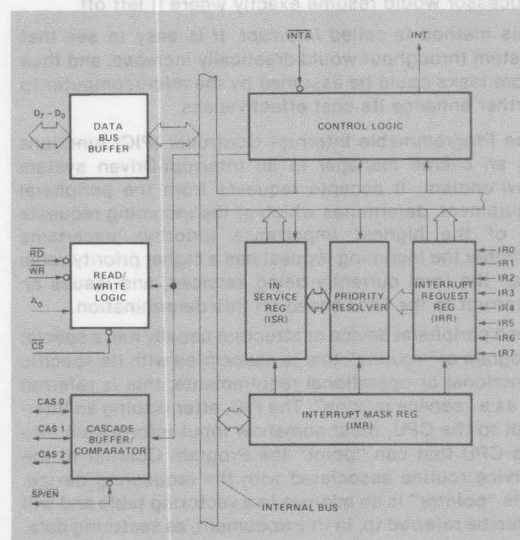 INTA
INT
D7 – D0
DATA
BUS
BUFFER
CONTROL LOGIC
RD
WR
A0
CS
READ/
WRITE
LOGIC
IN
SERVICE
REG
(ISR)
PRIORITY
RESOLVER
INTERRUPT
REQUEST
REG
(IRR)
IR0
IR1
IR2
IR3
IR4
IR5
IR6
IR7
CAS 0
CAS 1
CAS 2
CASCADE
BUFFER/
COMPARATOR
INTERRUPT MASK REG
(IMR)
SP/EN
INTERNAL BUS